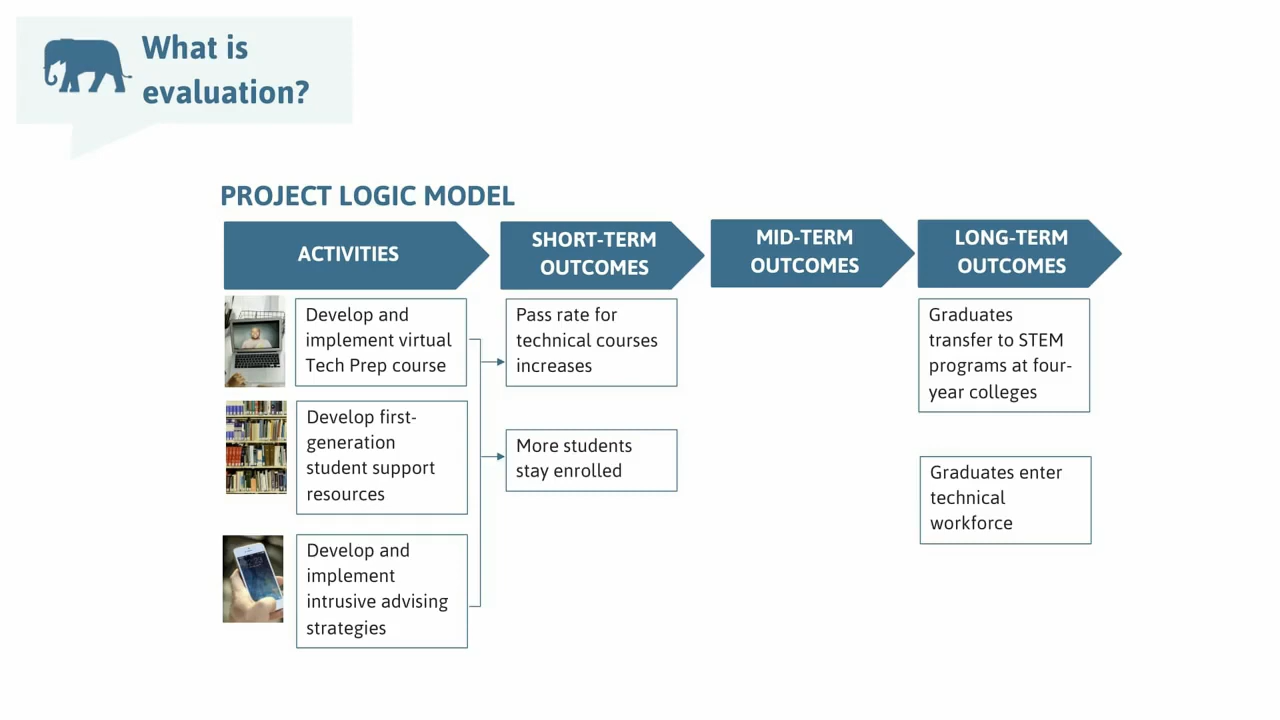 What is
evaluation?
PROJECT LOGIC MODEL
ACTIVITIES
SHORT-TERM
OUTCOMES
MID-TERM
OUTCOMES
LONG-TERM
OUTCOMES
Develop and
implement virtual
Tech Prep course
Develop first-
generation
student support
resources
Develop and
implement
intrusive advising
strategies
Pass rate for
technical courses
increases
More students
stay enrolled
Graduates
transfer to STEM
programs at four-
year colleges
Graduates enter
technical
workforce